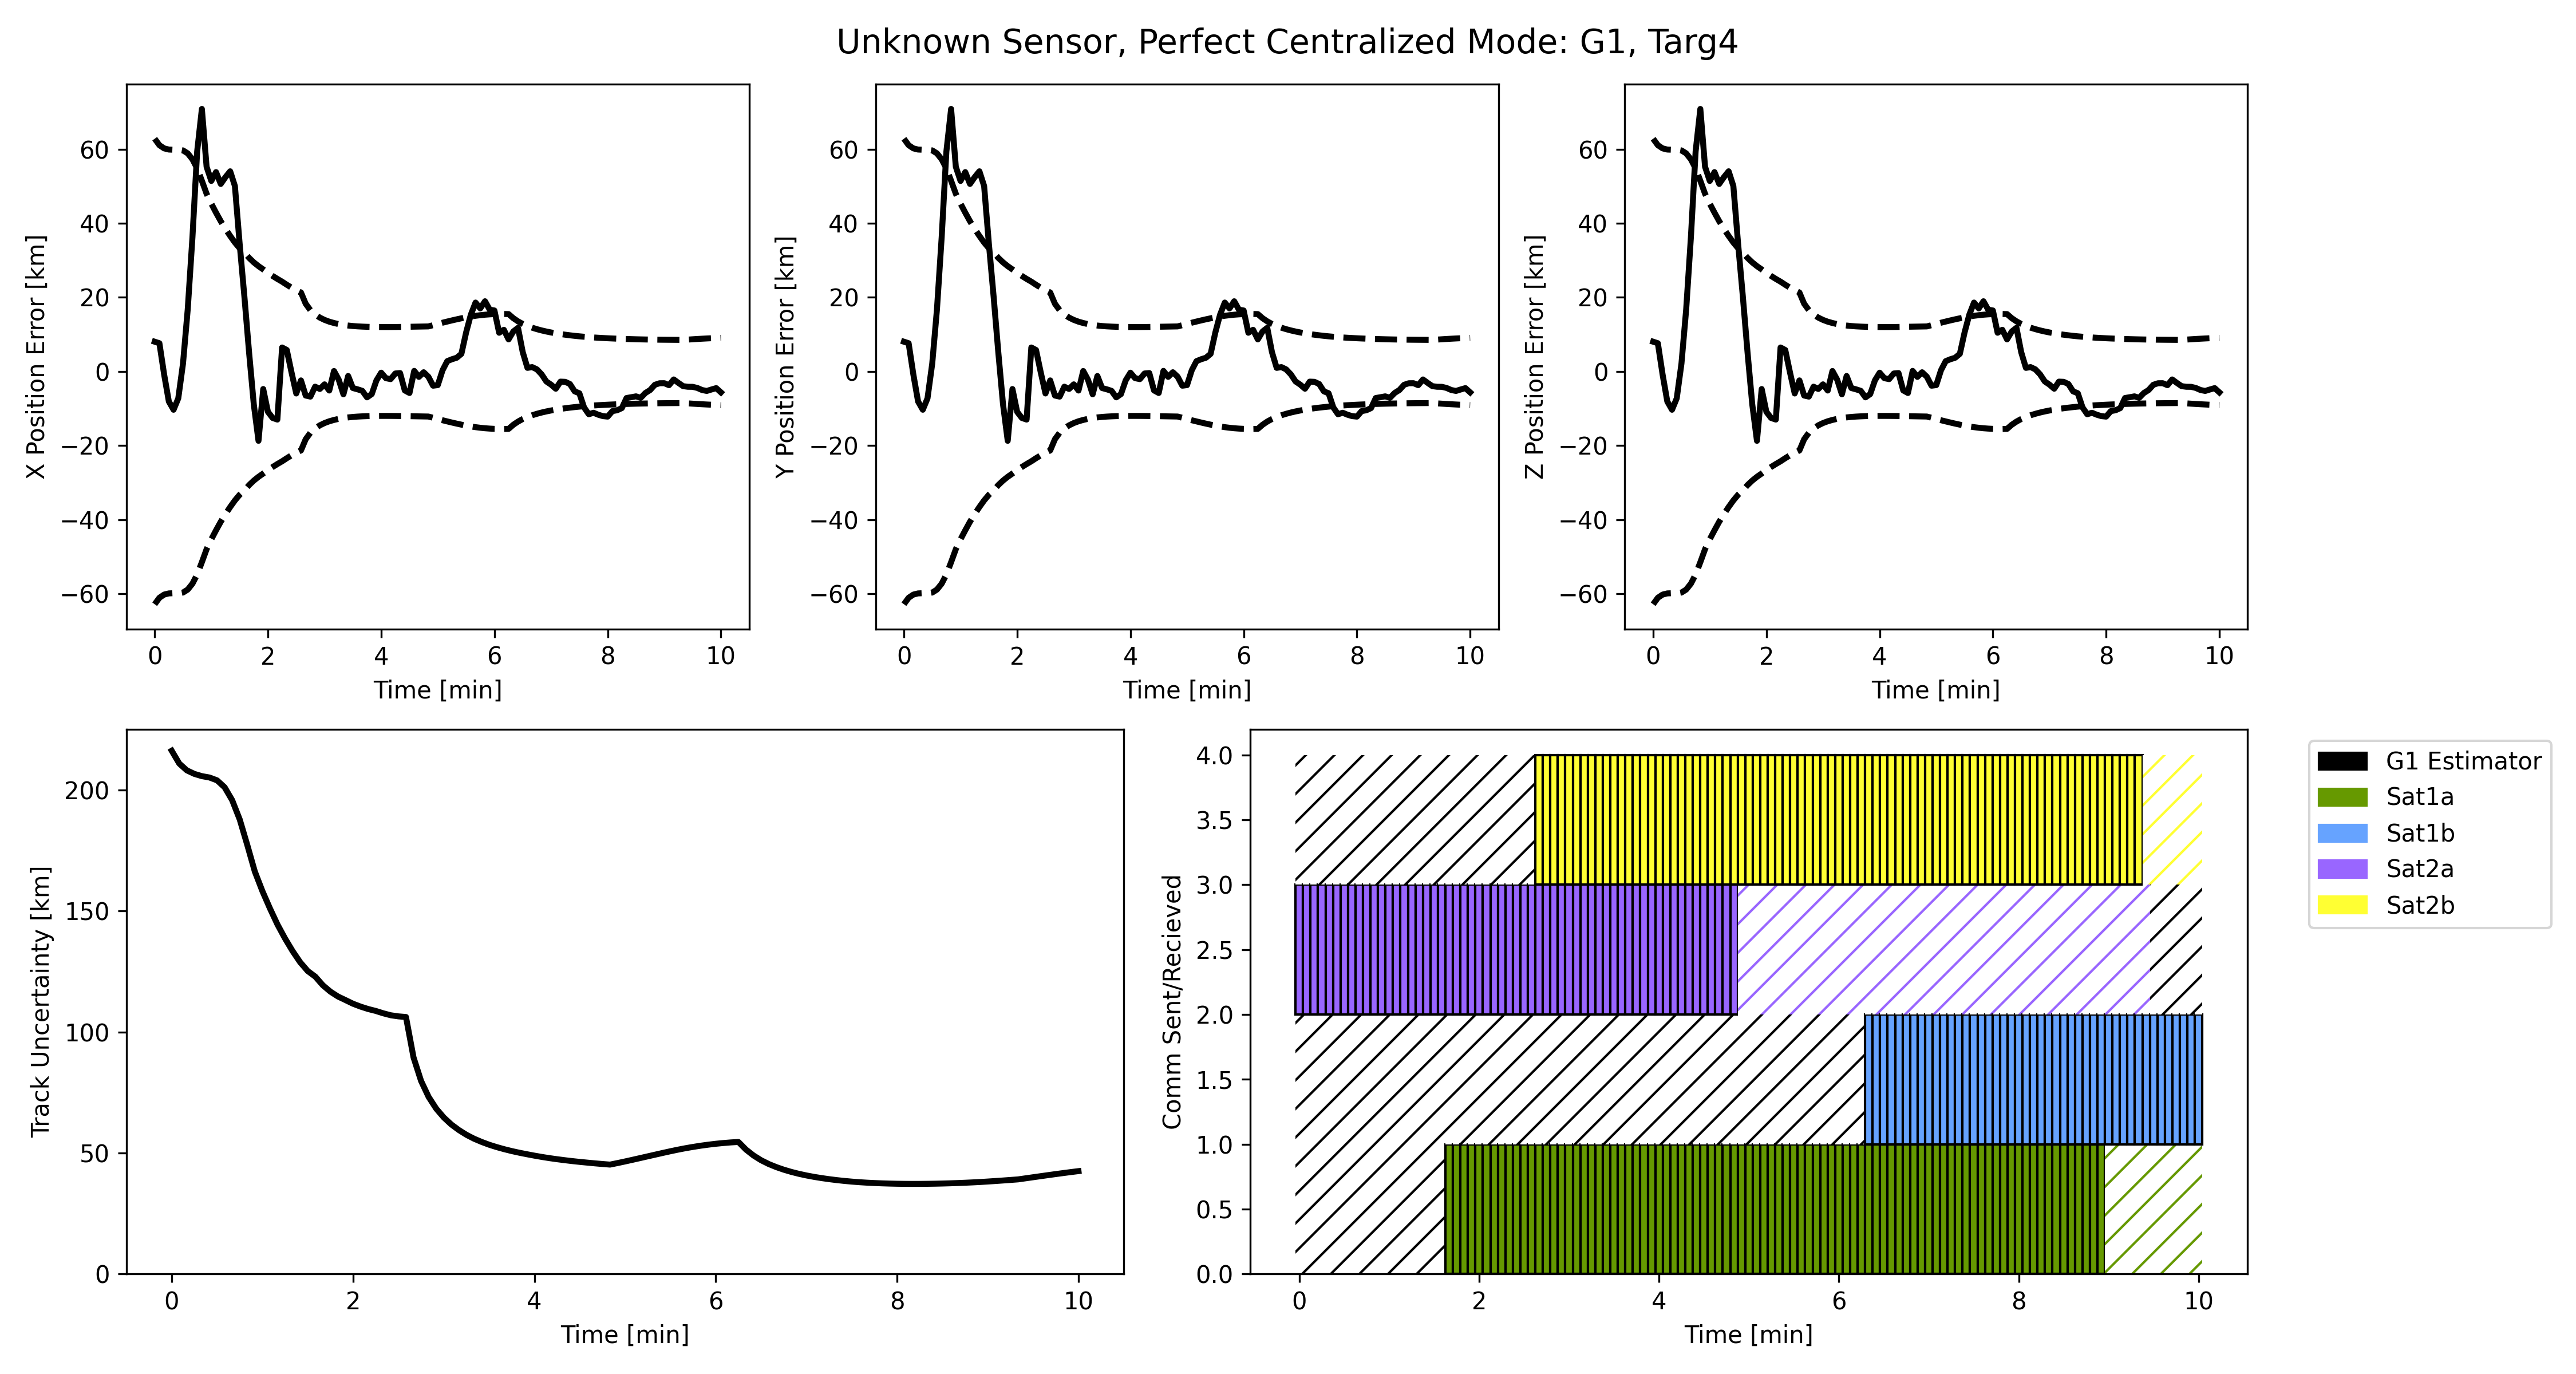 Unknown Sensor, Perfect Centralized Mode: G1, Targ4
X Position Error [km]
60
40
20
0
−20
−40
−60
0 2 4 6 8 10
Time [min]
Y Position Error [km]
60
40
20
0
−20
−40
−60
0 2 4 6 8 10
Time [min]
Z Position Error [km]
60
40
20
0
−20
−40
−60
0 2 4 6 8 10
Time [min]
Track Uncertainty [km]
200
150
100
50
0
0 2 4 6 8 10
Time [min]
Comm Sent/Recieved
4.0
3.5
3.0
2.5
2.0
1.5
1.0
0.5
0.0
0 2 4 6 8 10
Time [min]
G1 Estimator
Sat1a
Sat1b
Sat2a
Sat2b